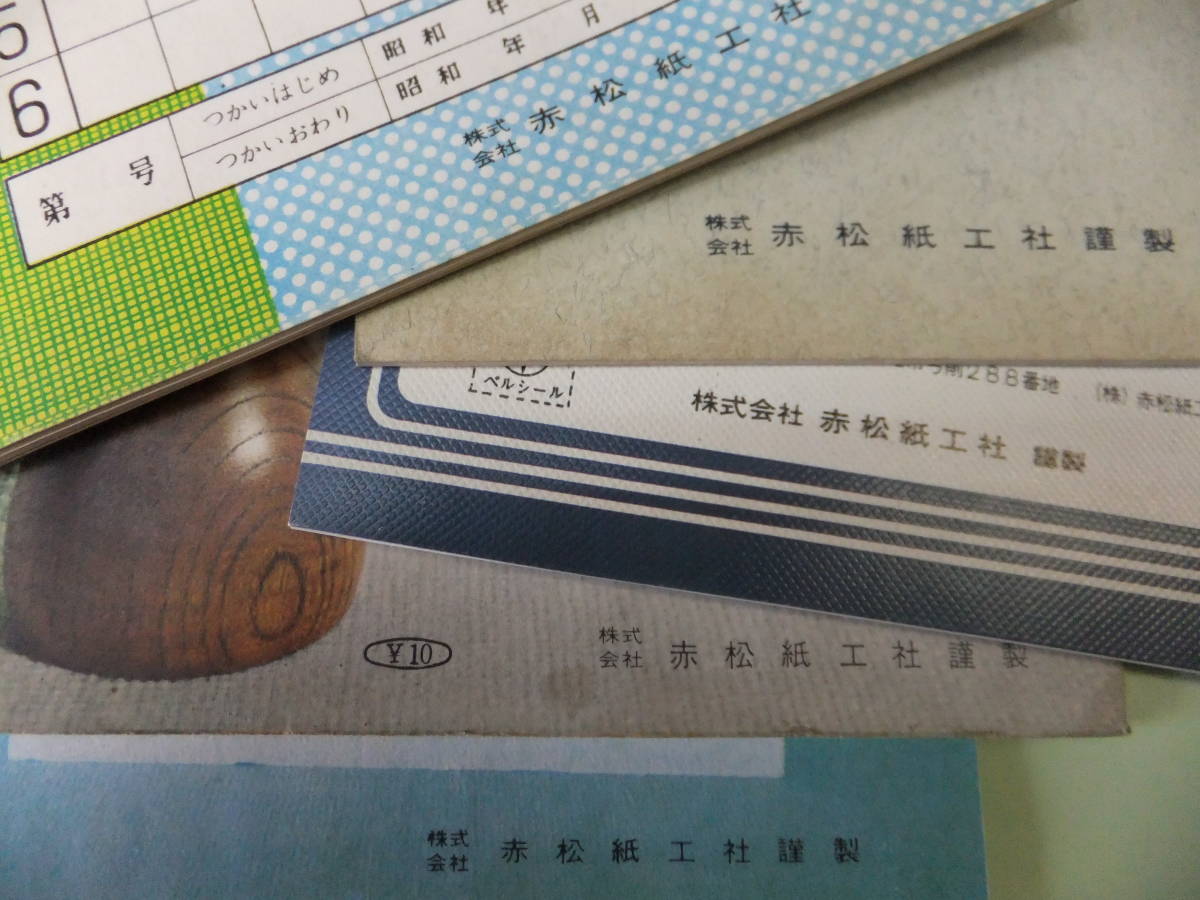 5
6
第 号
つかいはじめ 昭和 年
つかいおわり 昭和 年 月
株式会社 赤松紙工社
株式会社 赤松紙工社謹製
ベルシール
288番地 (株)赤松紙
株式会社 赤松紙工社 謹製
¥10
株式会社 赤松紙工社謹製
株式会社 赤松紙工社謹製